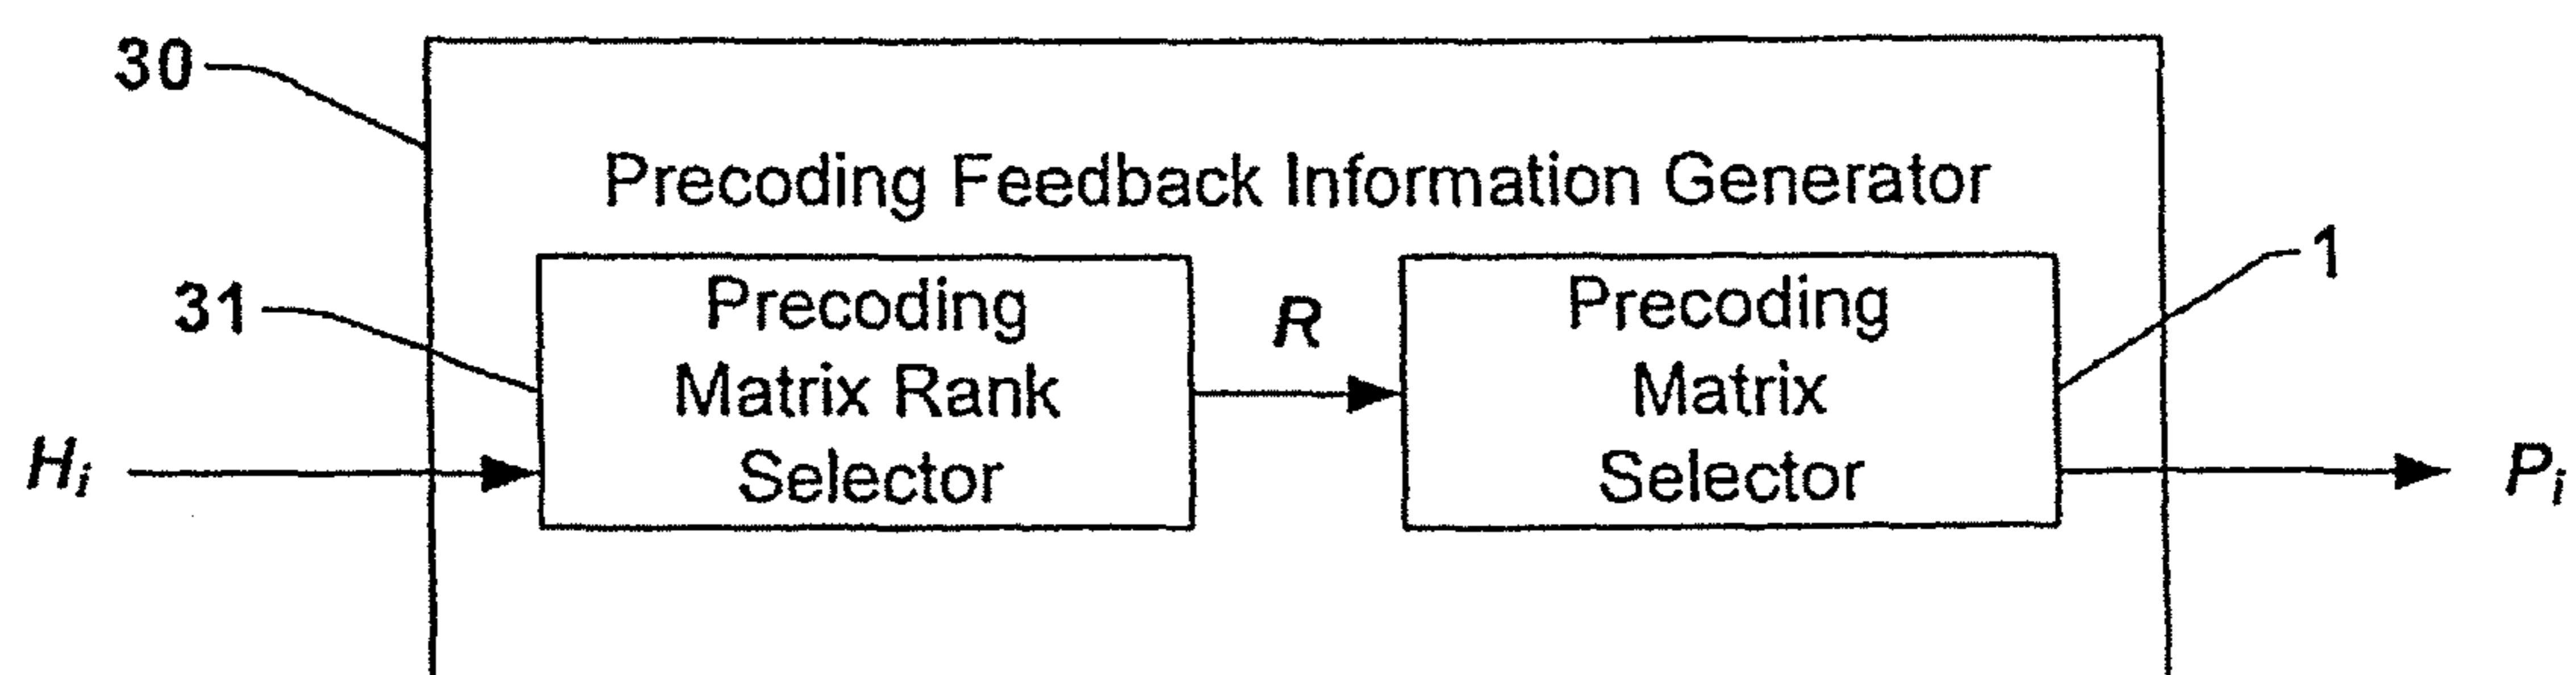 30
Precoding Feedback Information Generator
1
31
Precoding
Matrix Rank
Selector
R
Precoding
Matrix
Selector
Hi
Pi